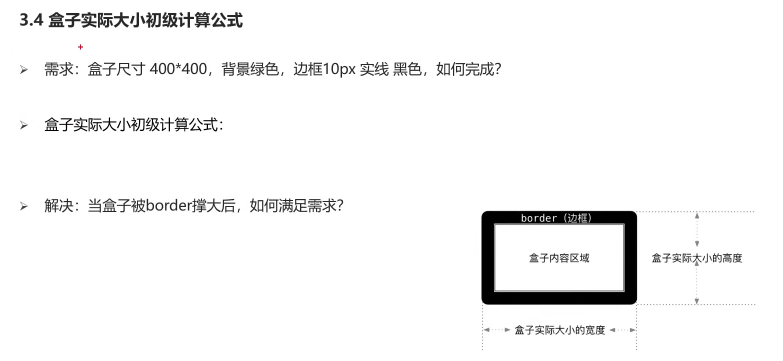 3.4 盒子实际大小初级计算公式
需求：盒子尺寸 400*400，背景绿色，边框10px 实线 黑色，如何完成？
盒子实际大小初级计算公式：
解决：当盒子被border撑大后，如何满足需求？
border（边框）
盒子内容区域
盒子实际大小的高度
盒子实际大小的宽度